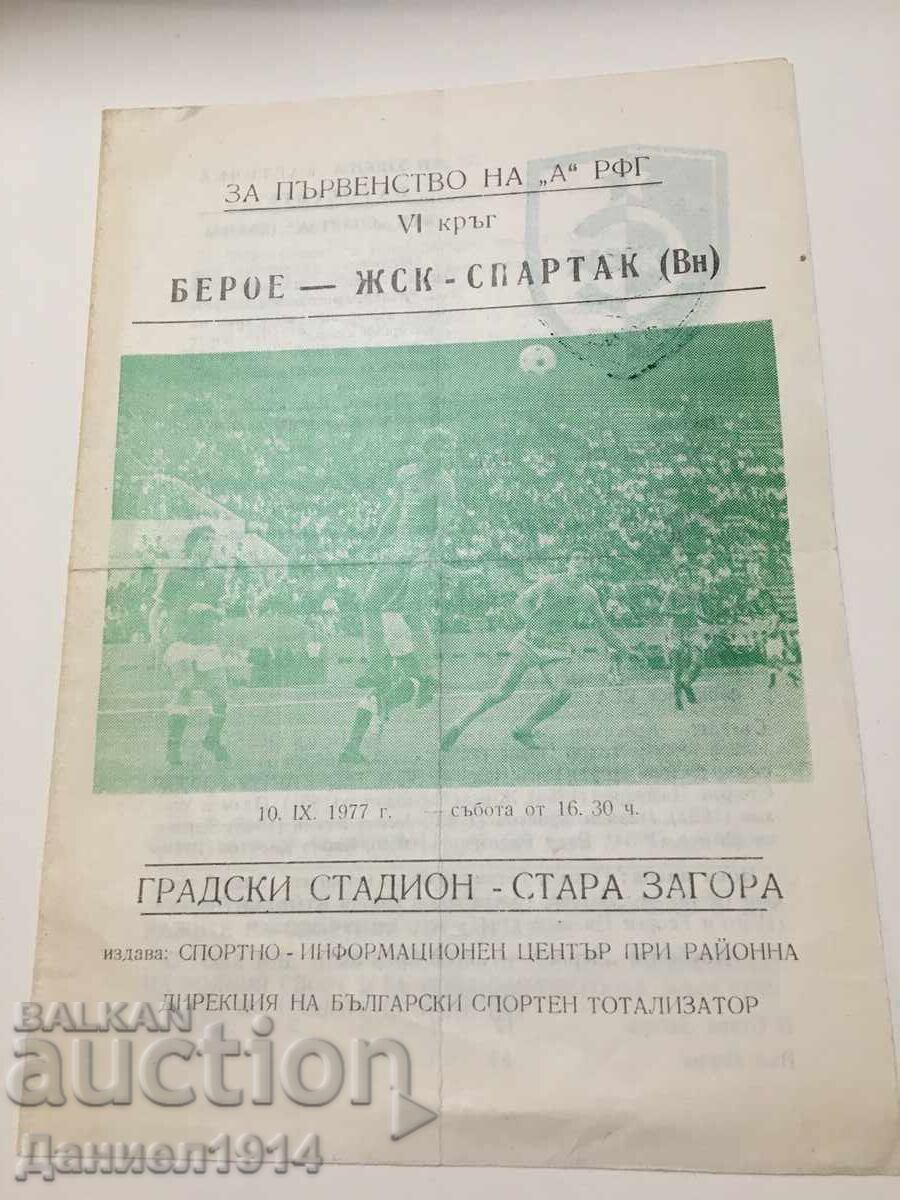 ЗА ПЪРВЕНСТВО НА „А“ РФГ
VI кръг
БЕРОЕ — ЖСК - СПАРТАК (Вн)
10. IX. 1977 г. — събота от 16. 30 ч.
ГРАДСКИ СТАДИОН - СТАРА ЗАГОРА
издава: СПОРТНО - ИНФОРМАЦИОНЕН ЦЕНТЪР ПРИ РАЙОННА
ДИРЕКЦИЯ НА БЪЛГАРСКИ СПОРТЕН ТОТАЛИЗАТОР
BALKAN
auction
Даниел1914